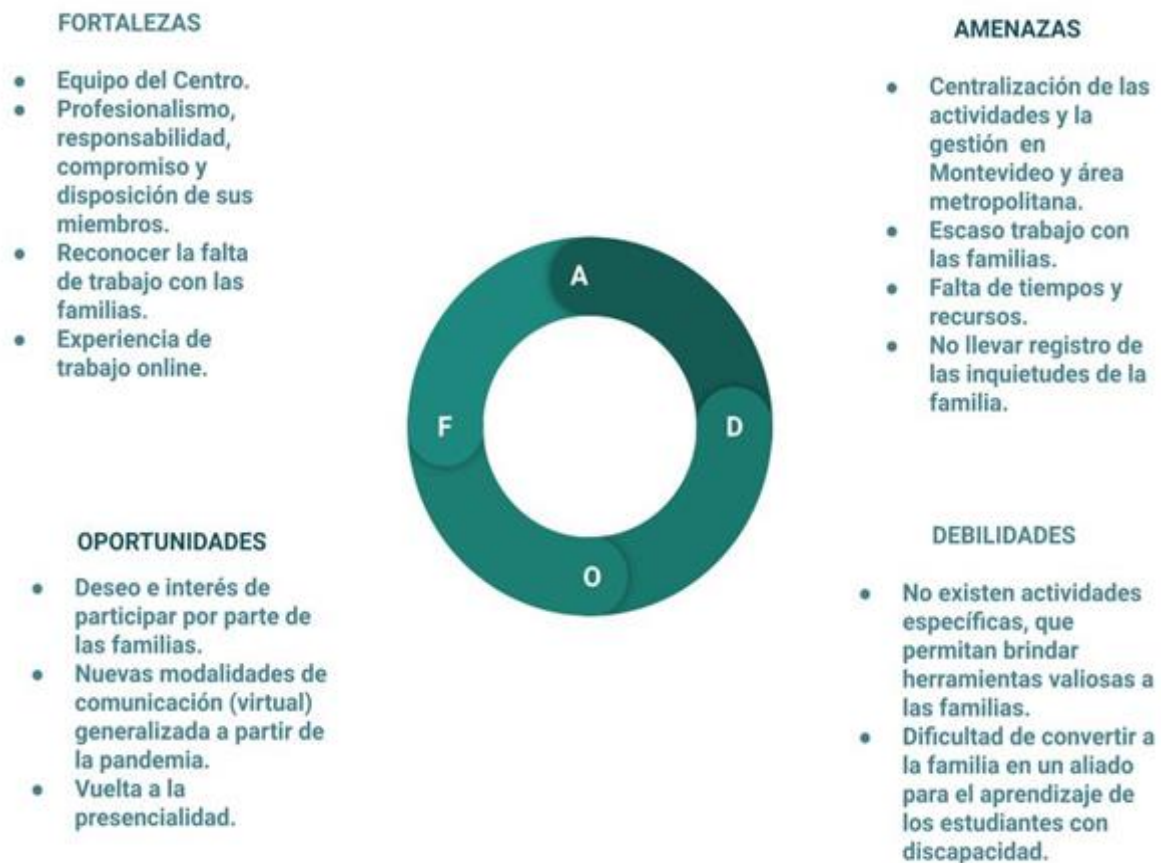 FORTALEZAS
● Equipo del Centro.
● Profesionalismo,
responsabilidad,
compromiso y
disposición de sus
miembros.
● Reconocer la falta
de trabajo con las
familias.
● Experiencia de
trabajo online.
AMENAZAS
● Centralización de las
actividades y la
gestión en
Montevideo y área
metropolitana.
● Escaso trabajo con
las familias.
● Falta de tiempos y
recursos.
● No llevar registro de
las inquietudes de la
familia.
A
F
D
O
OPORTUNIDADES
● Deseo e interés de
participar por parte de
las familias.
● Nuevas modalidades de
comunicación (virtual)
generalizada a partir de
la pandemia.
● Vuelta a la
presencialidad.
DEBILIDADES
● No existen actividades
específicas, que
permitan brindar
herramientas valiosas a
las familias.
● Dificultad de convertir a
la familia en un aliado
para el aprendizaje de
los estudiantes con
discapacidad.